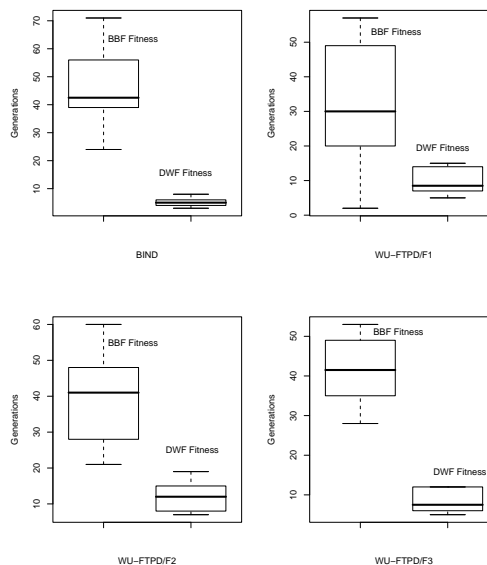 BBF Fitness
DWF Fitness
Generations
10 20 30 40 50 60 70
BIND
BBF Fitness
DWF Fitness
Generations
0 10 20 30 40 50
WU−FTPD/F1
BBF Fitness
DWF Fitness
Generations
10 20 30 40 50 60
WU−FTPD/F2
BBF Fitness
DWF Fitness
Generations
10 20 30 40 50
WU−FTPD/F3